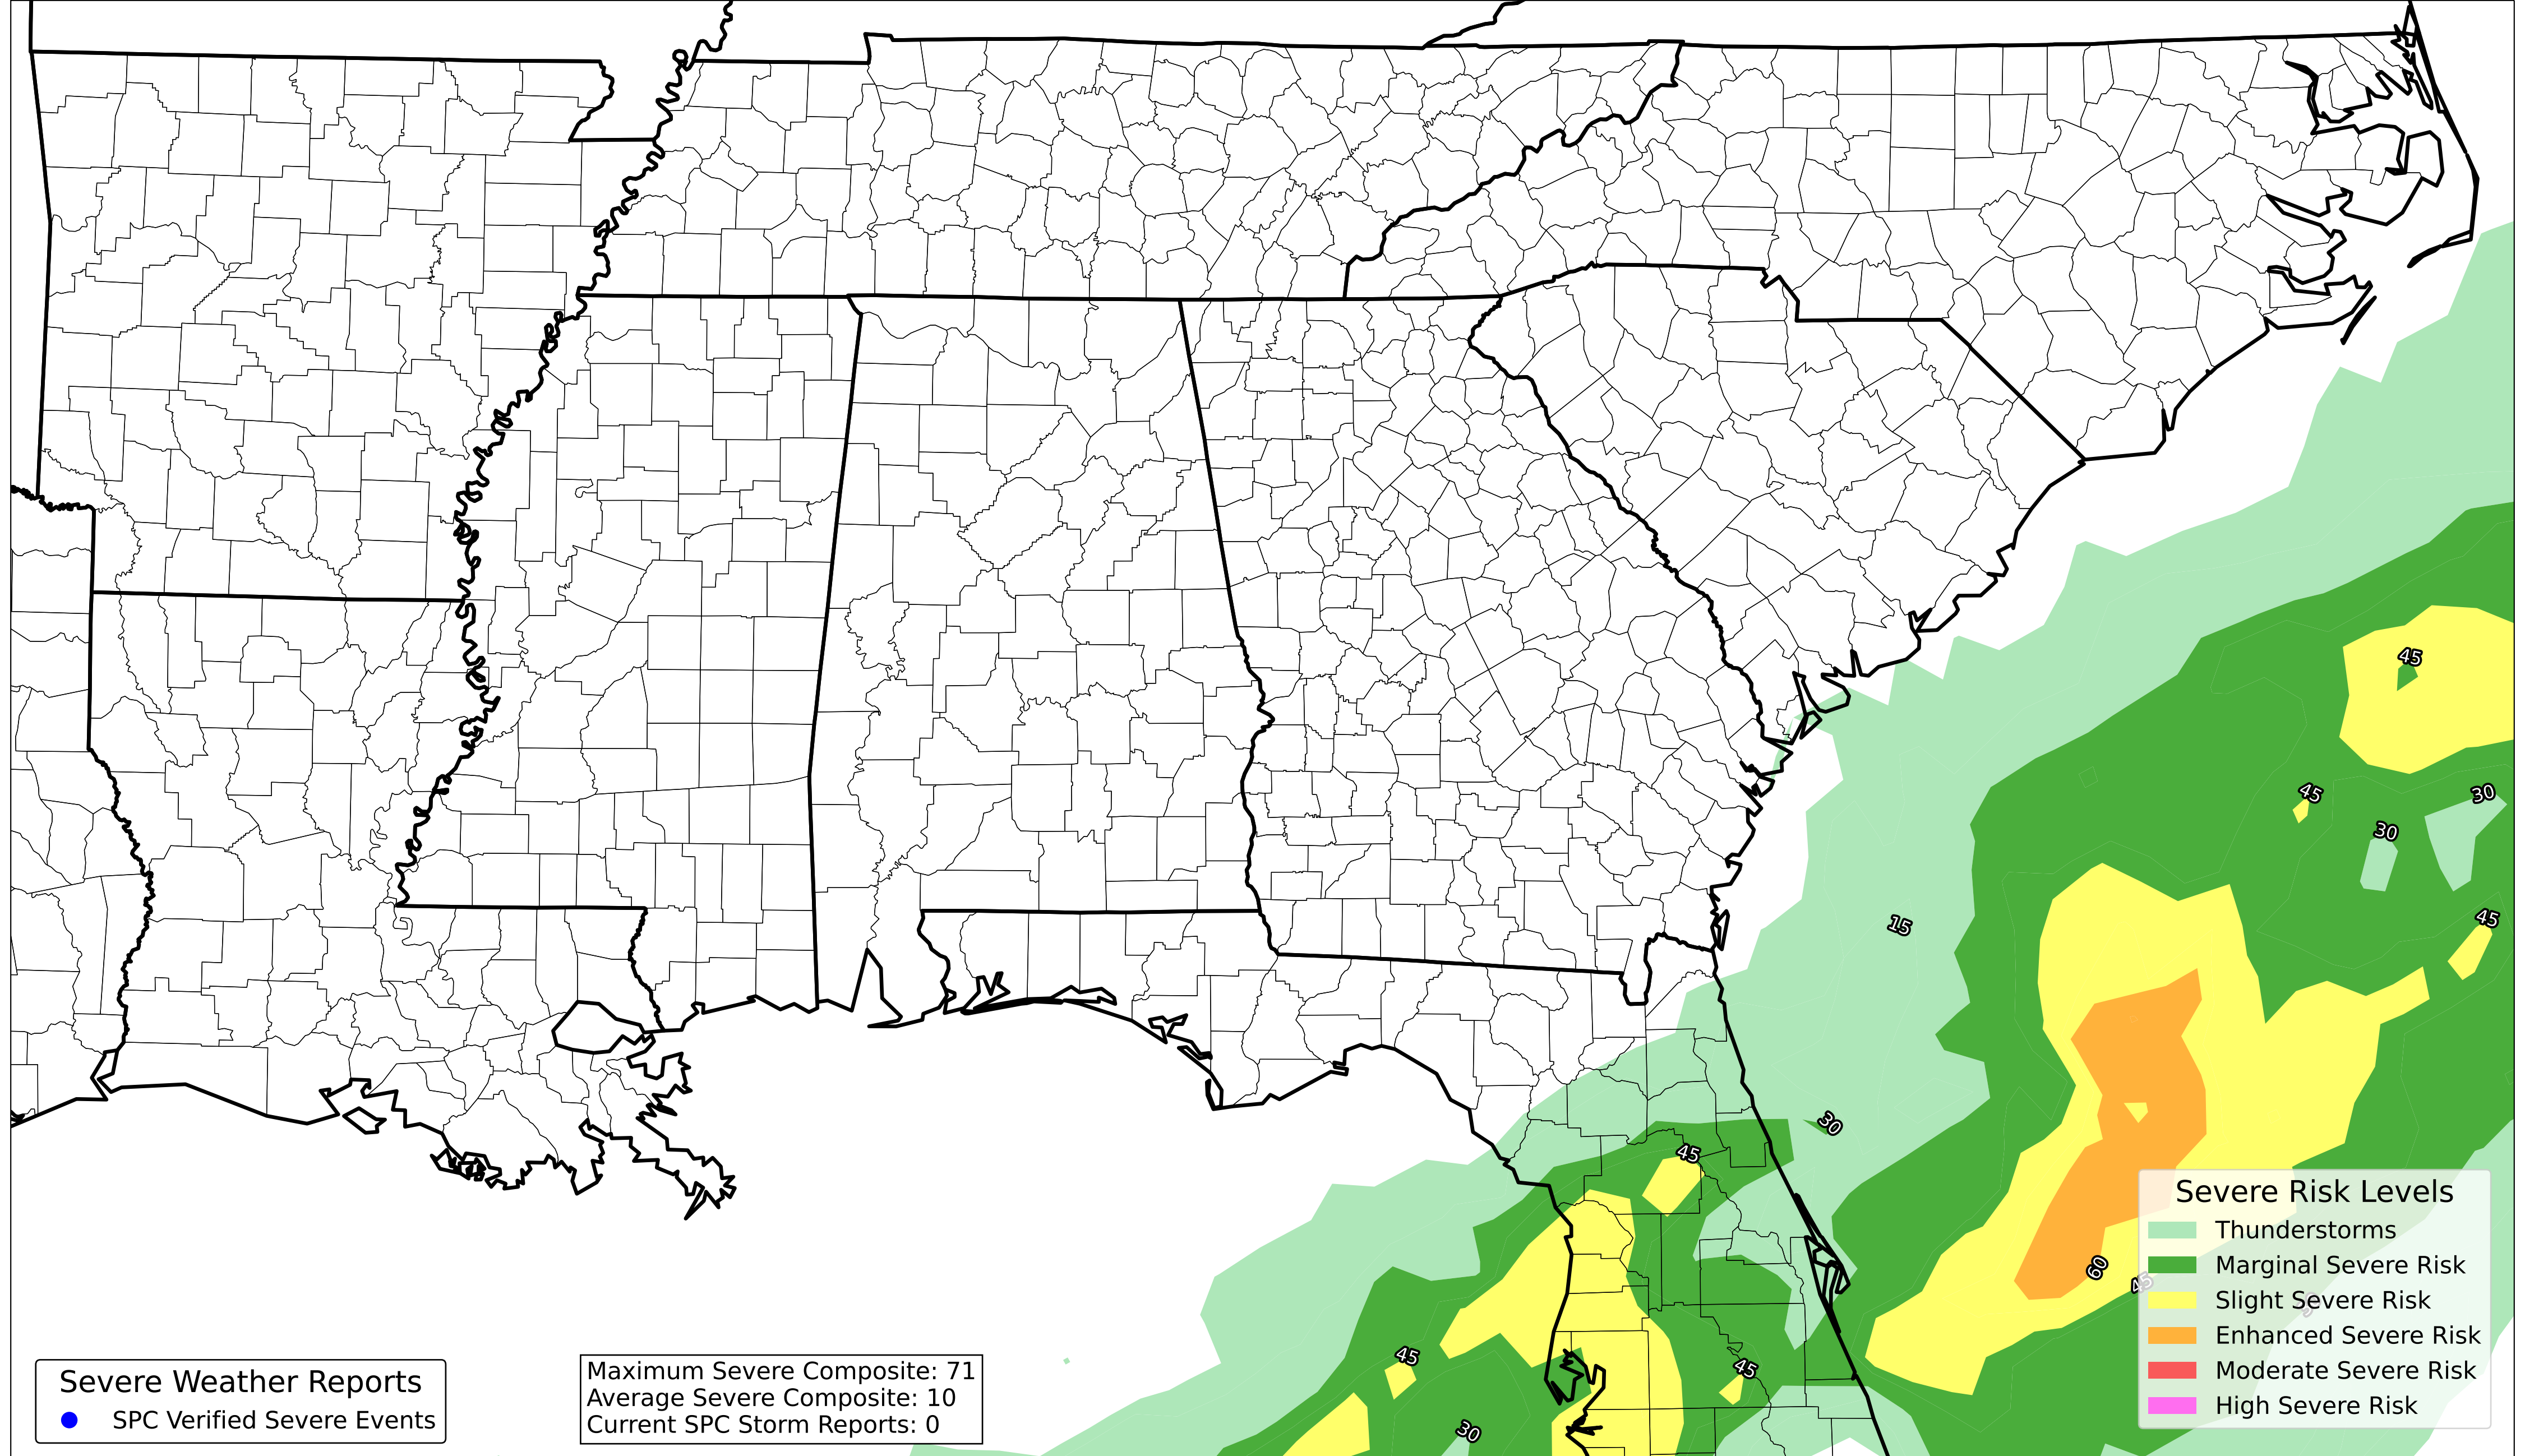 45
45
30
30
45
15
30
45
60
45
45
45
30
Severe Risk Levels
Thunderstorms
Marginal Severe Risk
Slight Severe Risk
Enhanced Severe Risk
Moderate Severe Risk
High Severe Risk
Severe Weather Reports
SPC Verified Severe Events
Maximum Severe Composite: 71
Average Severe Composite: 10
Current SPC Storm Reports: 0